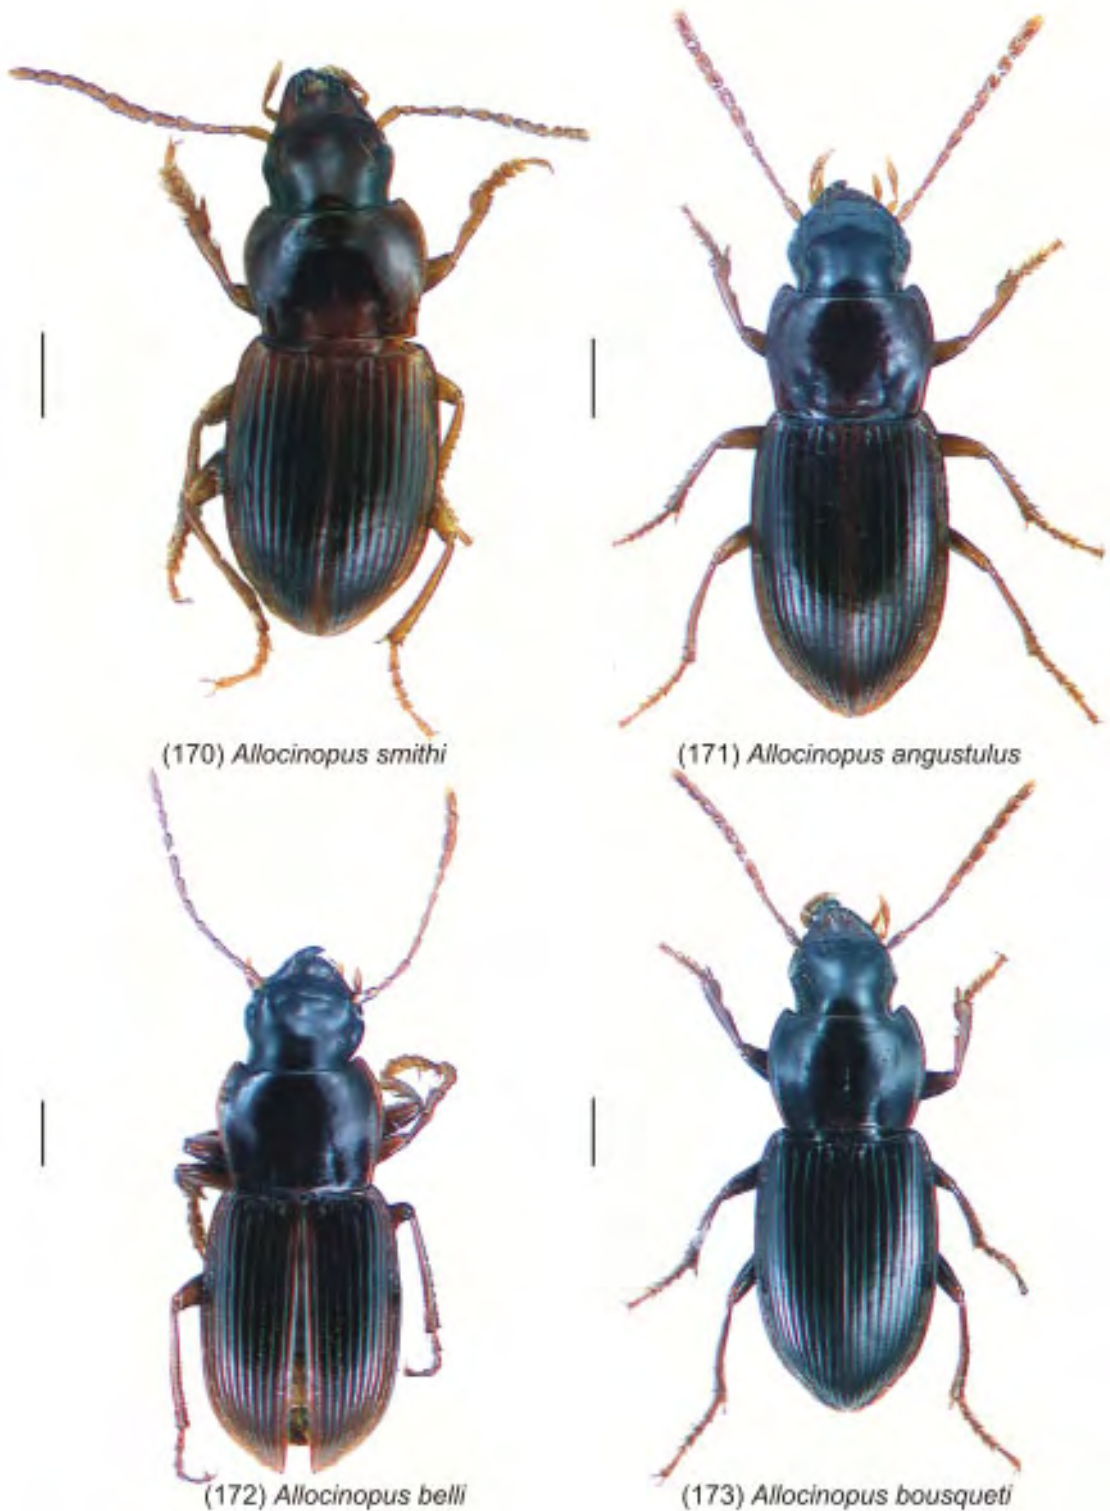 (170) Allocinopus smithi
(171) Allocinopus angustulus
(172) Allocinopus belli
(173) Allocinopus bousqueti